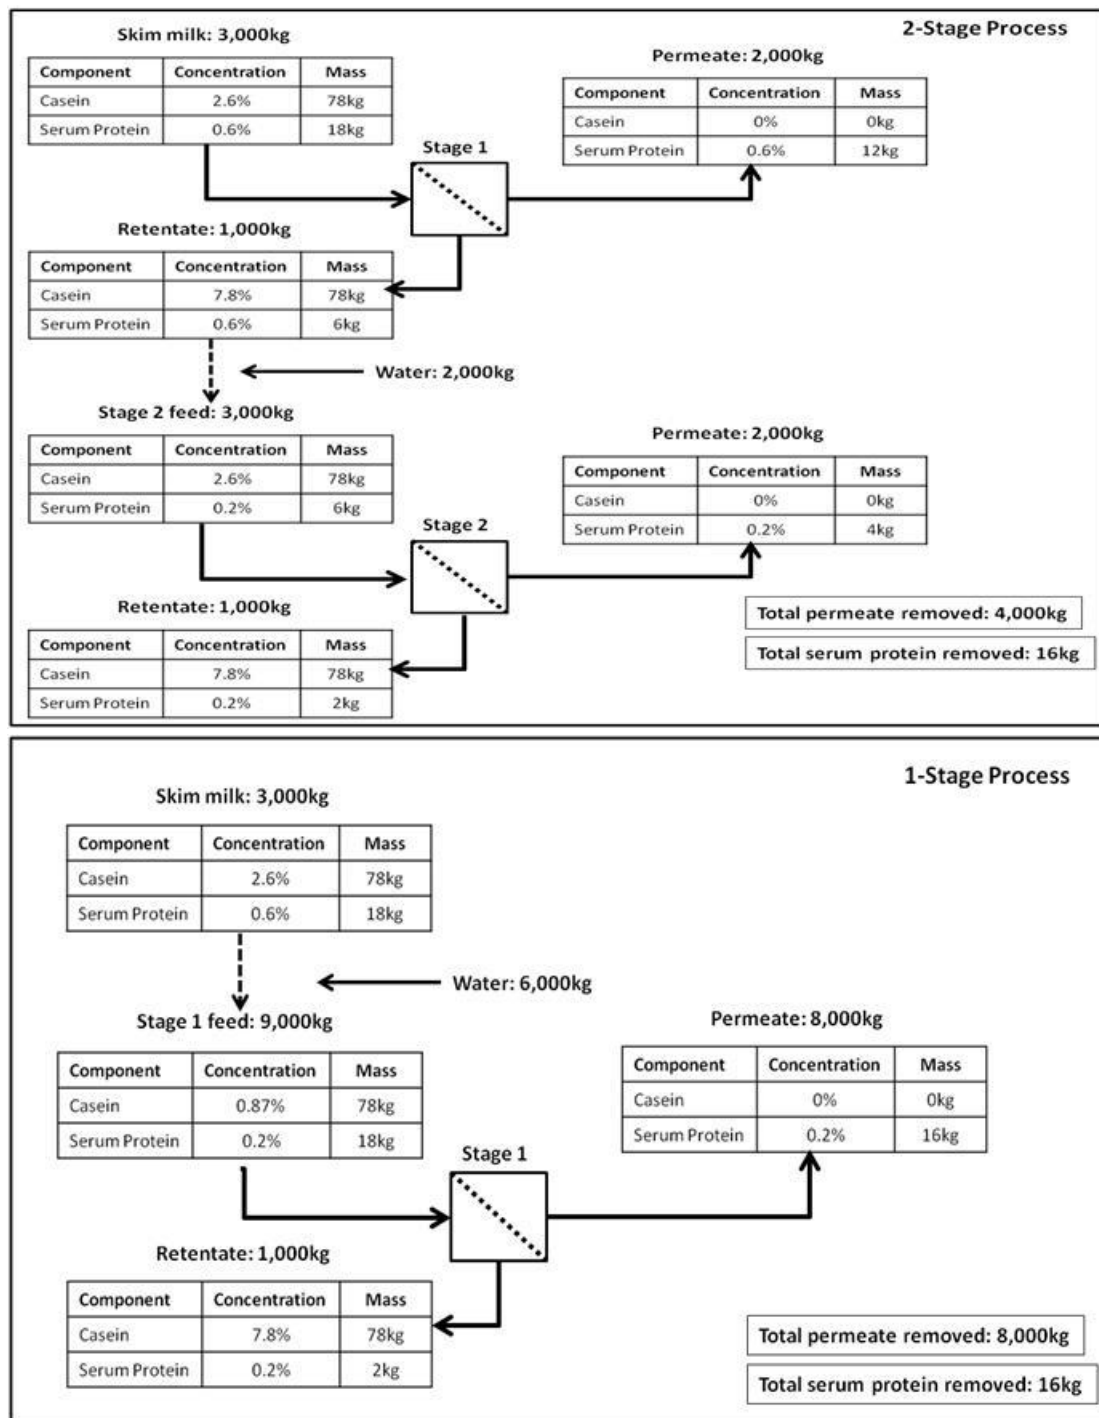 2-Stage Process
Skim milk: 3,000kg
Component Concentration Mass
Casein 2.6% 78kg
Serum Protein 0.6% 18kg
Permeate: 2,000kg
Component Concentration Mass
Casein 0% 0kg
Serum Protein 0.6% 12kg
Stage 1
Retentate: 1,000kg
Component Concentration Mass
Casein 7.8% 78kg
Serum Protein 0.6% 6kg
Water: 2,000kg
Stage 2 feed: 3,000kg
Component Concentration Mass
Casein 2.6% 78kg
Serum Protein 0.2% 6kg
Permeate: 2,000kg
Component Concentration Mass
Casein 0% 0kg
Serum Protein 0.2% 4kg
Stage 2
Retentate: 1,000kg
Component Concentration Mass
Casein 7.8% 78kg
Serum Protein 0.2% 2kg
Total permeate removed: 4,000kg
Total serum protein removed: 16kg
1-Stage Process
Skim milk: 3,000kg
Component Concentration Mass
Casein 2.6% 78kg
Serum Protein 0.6% 18kg
Water: 6,000kg
Stage 1 feed: 9,000kg
Component Concentration Mass
Casein 0.87% 78kg
Serum Protein 0.2% 18kg
Permeate: 8,000kg
Component Concentration Mass
Casein 0% 0kg
Serum Protein 0.2% 16kg
Stage 1
Retentate: 1,000kg
Component Concentration Mass
Casein 7.8% 78kg
Serum Protein 0.2% 2kg
Total permeate removed: 8,000kg
Total serum protein removed: 16kg